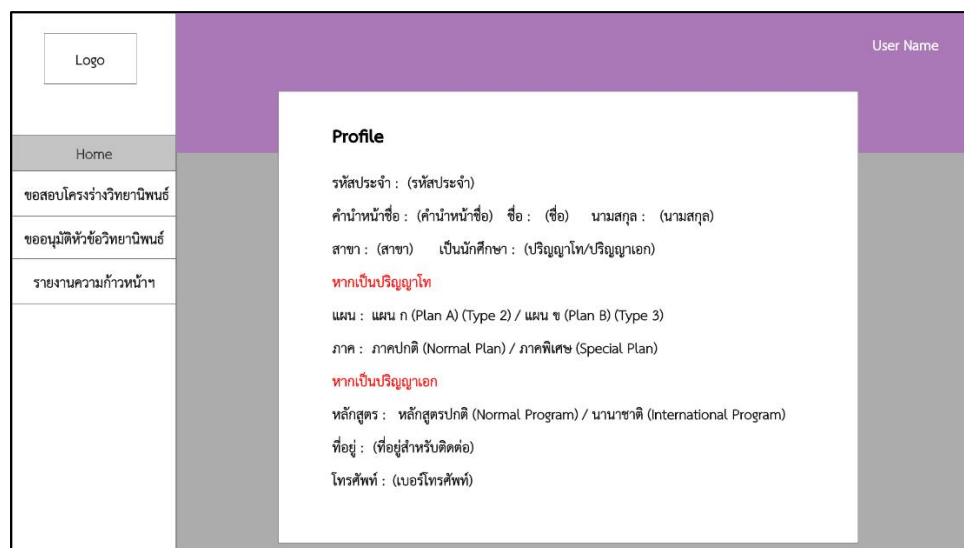 Logo
User Name
Home
ขอสอบโครงร่างวิทยานิพนธ์
ขออนุมัติหัวข้อวิทยานิพนธ์
รายงานความก้าวหน้าฯ
Profile
รหัสประจำ : (รหัสประจำ)
คำนำหน้าชื่อ : (คำนำหน้าชื่อ) ชื่อ : (ชื่อ) นามสกุล : (นามสกุล)
สาขา : (สาขา) เป็นนักศึกษา : (ปริญญาโท/ปริญญาเอก)
หากเป็นปริญญาโท
แผน : แผน ก (Plan A) (Type 2) / แผน ข (Plan B) (Type 3)
ภาค : ภาคปกติ (Normal Plan) / ภาคพิเศษ (Special Plan)
หากเป็นปริญญาเอก
หลักสูตร : หลักสูตรปกติ (Normal Program) / นานาชาติ (International Program)
ที่อยู่ : (ที่อยู่สำหรับติดต่อ)
โทรศัพท์ : (เบอร์โทรศัพท์)